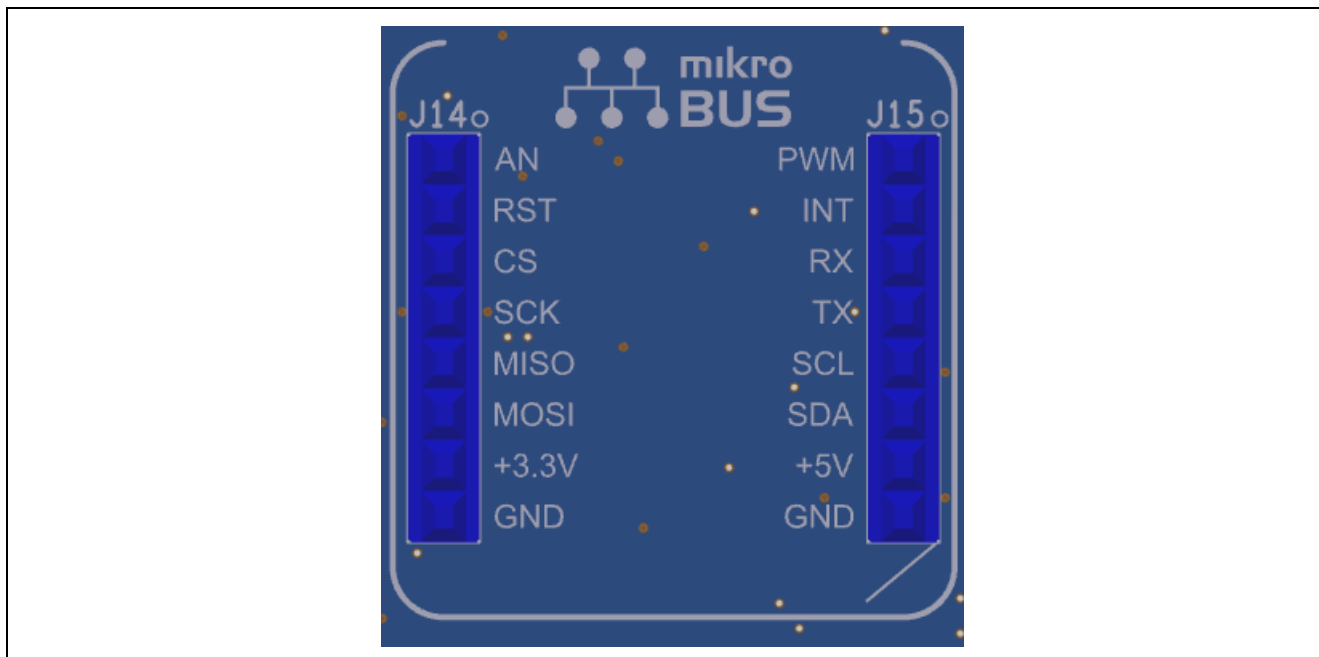 mikro
BUS
J14 J15
AN PWM
RST INT
CS RX
SCK TX
MISO SCL
MOSI SDA
+3.3V +5V
GND GND